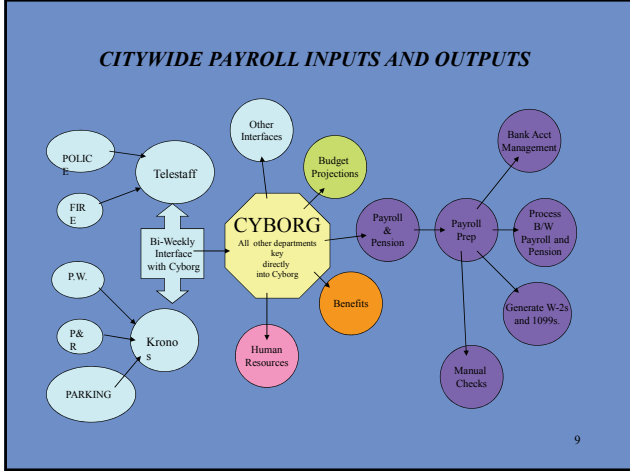 CITYWIDE PAYROLL INPUTS AND OUTPUTS
POLIC
E
FIR
E
Telestaff
Bi-Weekly
Interface
with Cyborg
P.W.
P&
R
PARKING
Krono
s
Other
Interfaces
Budget
Projections
CYBORG
All other departments
key
directly
into Cyborg
Human
Resources
Benefits
Payroll
&
Pension
Payroll
Prep
Bank Acct
Management
Process
B/W
Payroll and
Pension
Generate W-2s
and 1099s.
Manual
Checks
9